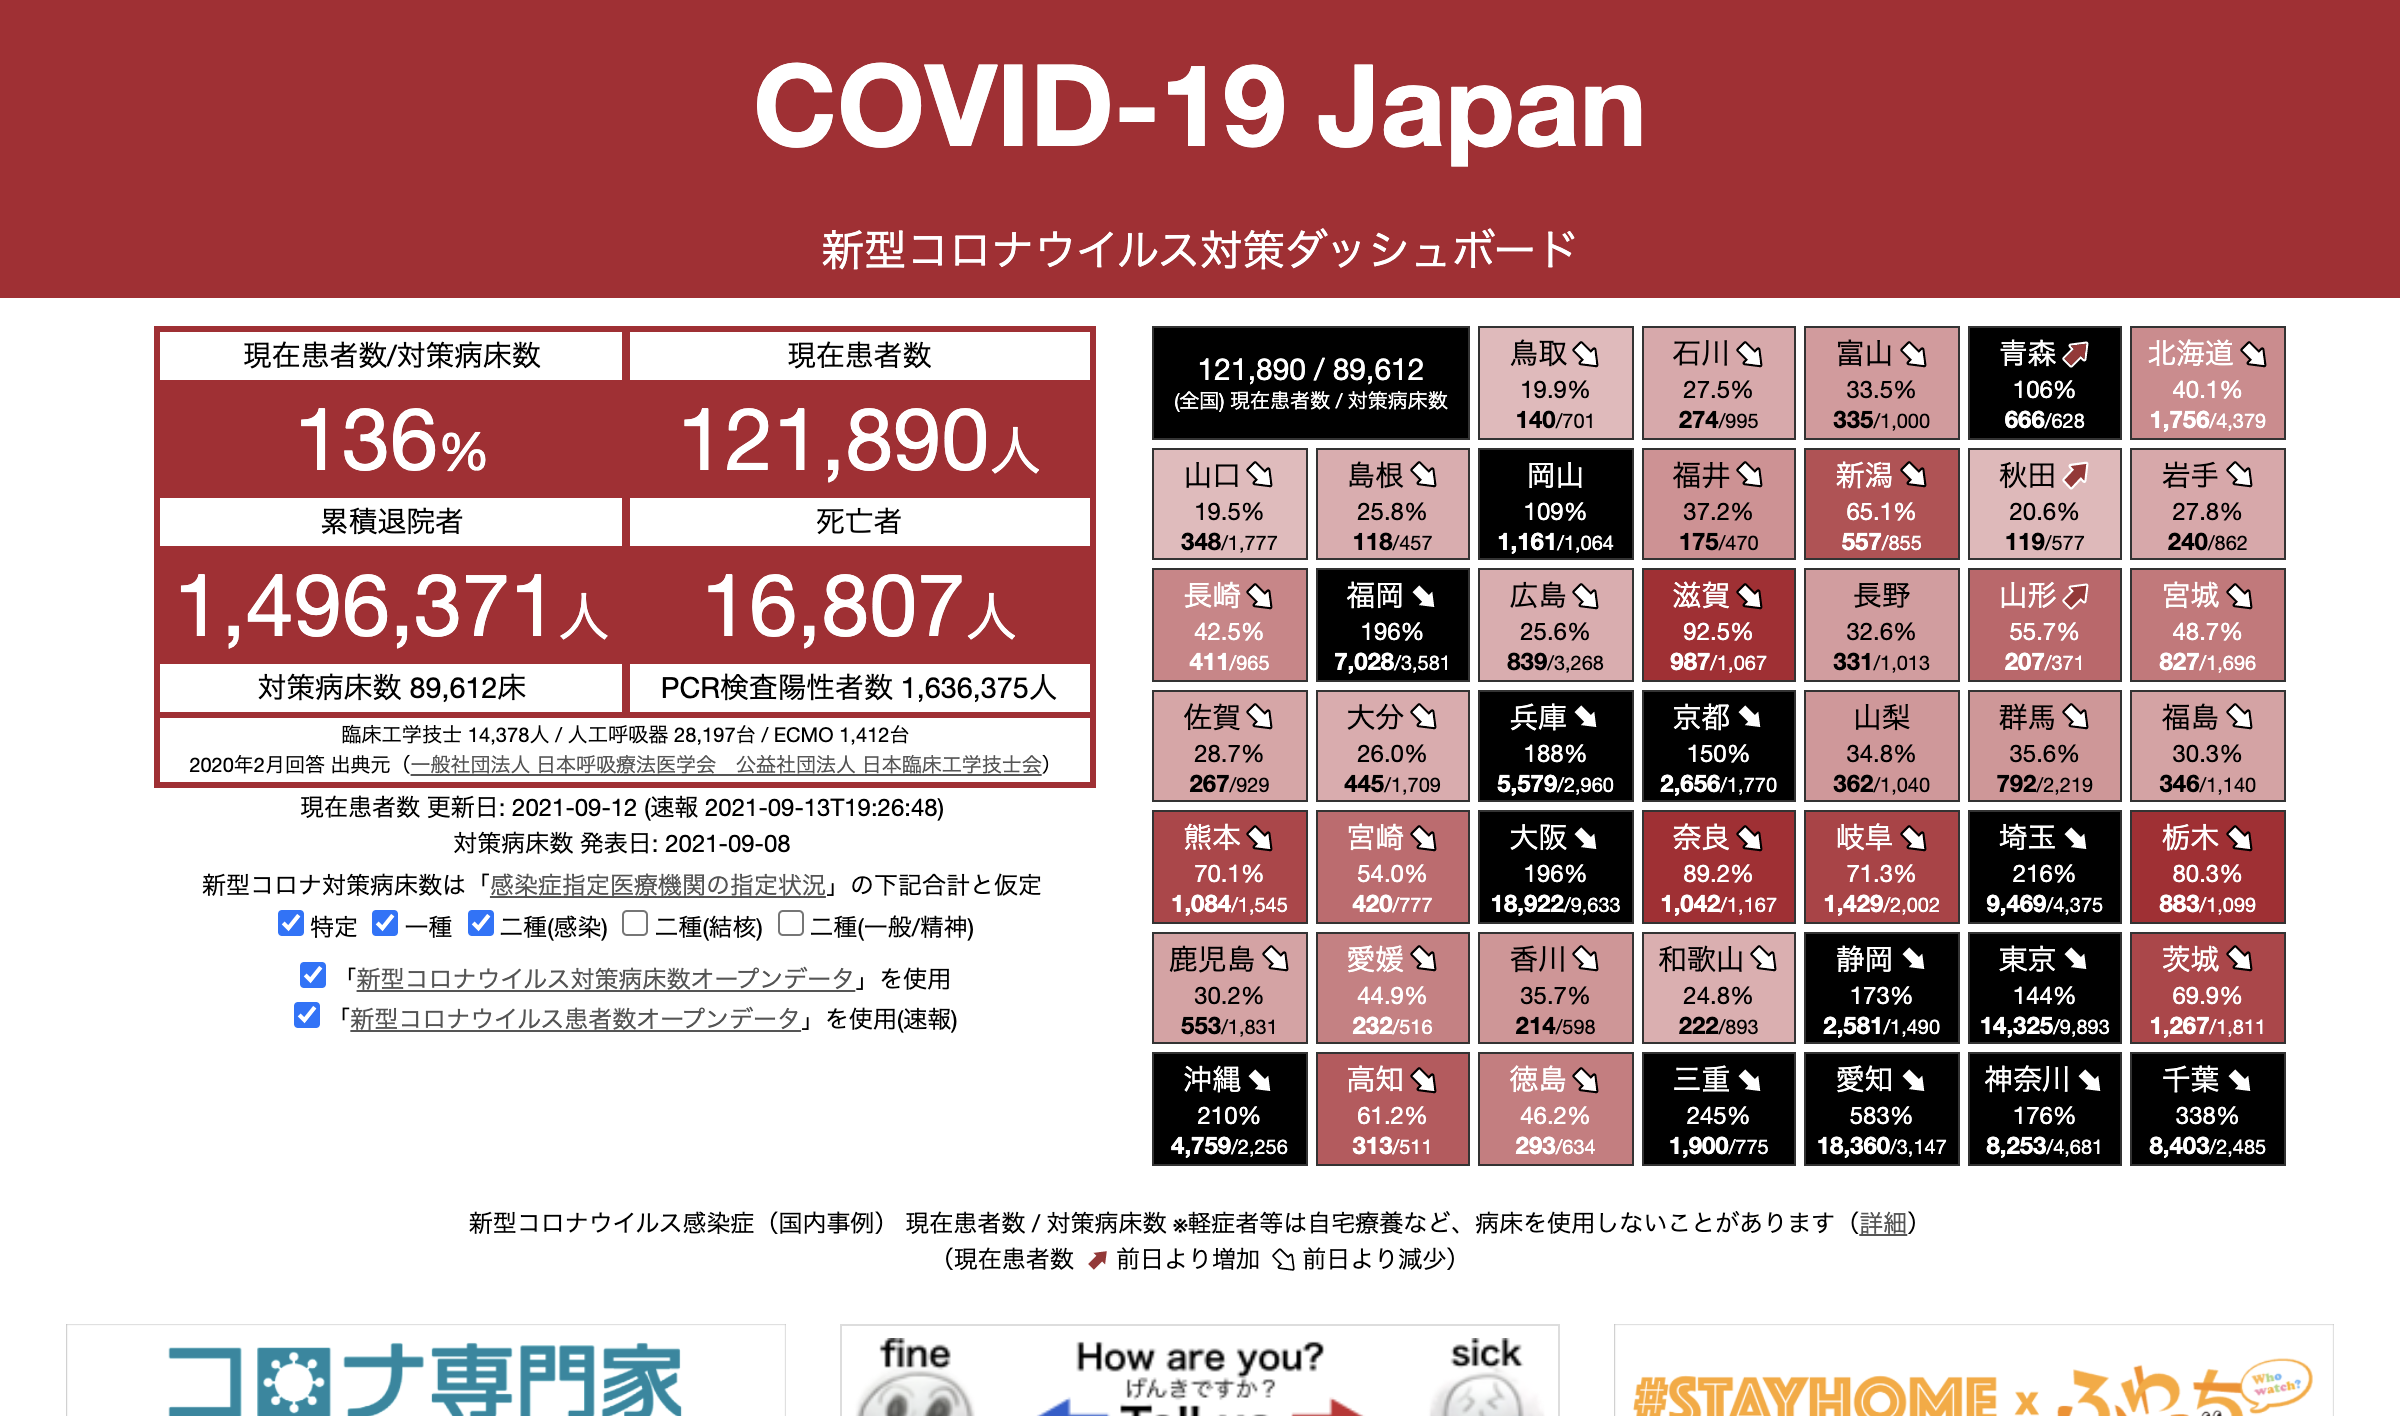 COVID-19 Japan
新型コロナウイルス対策ダッシュボード
現在患者数/対策病床数
現在患者数
136%
121,890人
累積退院者
死亡者
1,496,371人
16,807人
対策病床数 89,612床
PCR検査陽性者数 1,636,375人
臨床工学技士 14,378人 / 人工呼吸器 28,197台 / ECMO 1,412台
2020年2月回答 出典元（一般社団法人 日本呼吸療法医学会　公益社団法人 日本臨床工学技士会）
現在患者数 更新日: 2021-09-12 (速報 2021-09-13T19:26:48)
対策病床数 発表日: 2021-09-08
新型コロナ対策病床数は「感染症指定医療機関の指定状況」の下記合計と仮定
特定 一種 二種(感染) 二種(結核) 二種(一般/精神)
「新型コロナウイルス対策病床数オープンデータ」を使用
「新型コロナウイルス患者数オープンデータ」を使用(速報)
121,890 / 89,612
(全国) 現在患者数 / 対策病床数
鳥取
19.9%
140/701
石川
27.5%
274/995
富山
33.5%
335/1,000
青森
106%
666/628
北海道
40.1%
1,756/4,379
山口
19.5%
348/1,777
島根
25.8%
118/457
岡山
109%
1,161/1,064
福井
37.2%
175/470
新潟
65.1%
557/855
秋田
20.6%
119/577
岩手
27.8%
240/862
長崎
42.5%
411/965
福岡
196%
7,028/3,581
広島
25.6%
839/3,268
滋賀
92.5%
987/1,067
長野
32.6%
331/1,013
山形
55.7%
207/371
宮城
48.7%
827/1,696
佐賀
28.7%
267/929
大分
26.0%
445/1,709
兵庫
188%
5,579/2,960
京都
150%
2,656/1,770
山梨
34.8%
362/1,040
群馬
35.6%
792/2,219
福島
30.3%
346/1,140
熊本
70.1%
1,084/1,545
宮崎
54.0%
420/777
大阪
196%
18,922/9,633
奈良
89.2%
1,042/1,167
岐阜
71.3%
1,429/2,002
埼玉
216%
9,469/4,375
栃木
80.3%
883/1,099
鹿児島
30.2%
553/1,831
愛媛
44.9%
232/516
香川
35.7%
214/598
和歌山
24.8%
222/893
静岡
173%
2,581/1,490
東京
144%
14,325/9,893
茨城
69.9%
1,267/1,811
沖縄
210%
4,759/2,256
高知
61.2%
313/511
徳島
46.2%
293/634
三重
245%
1,900/775
愛知
583%
18,360/3,147
神奈川
176%
8,253/4,681
千葉
338%
8,403/2,485
新型コロナウイルス感染症（国内事例） 現在患者数 / 対策病床数 ※軽症者等は自宅療養など、病床を使用しないことがあります（詳細）
（現在患者数 前日より増加 前日より減少）
コロナ専門家
fine
How are you?
sick
げんきですか？
#STAYHOME x ふわっち
Who watch?